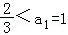 2/3 < a₁=1